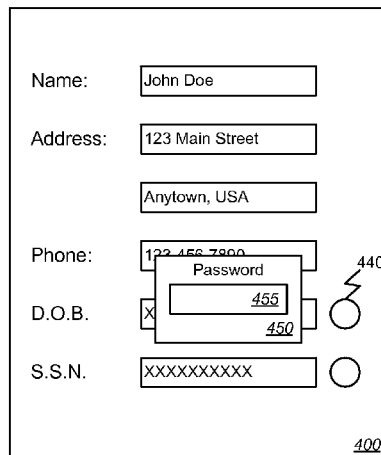 Name: John Doe
Address: 123 Main Street
Anytown, USA
Phone: 123-456-7890
Password
440
455
D.O.B. X
450
S.S.N. XXXXXXXXXX
400